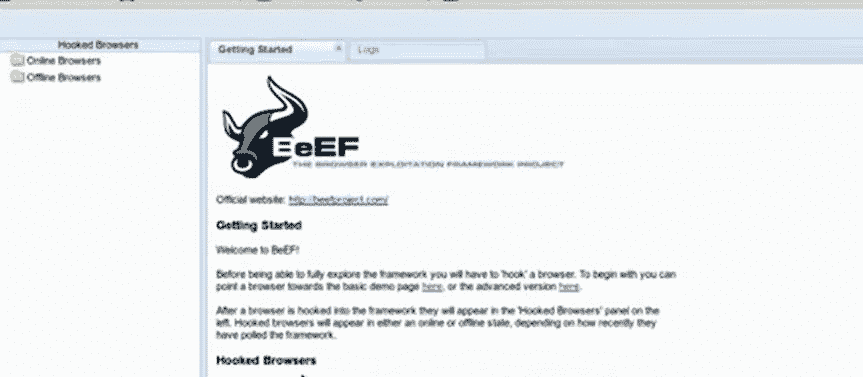 Hooked Browsers
Getting Started
Logs
Online Browsers
Offline Browsers
BeEF
THE BROWSER EXPLOITATION FRAMEWORK PROJECT
Official website: http://beefproject.com/
Getting Started
Welcome to BeEF!
Before being able to fully explore the framework you will have to 'hook' a browser. To begin with you can
point a browser towards the basic demo page here, or the advanced version here.
After a browser is hooked into the framework they will appear in the 'Hooked Browsers' panel on the
left. Hooked browsers will appear in either an online or offline state, depending on how recently they
have polled the framework.
Hooked Browsers